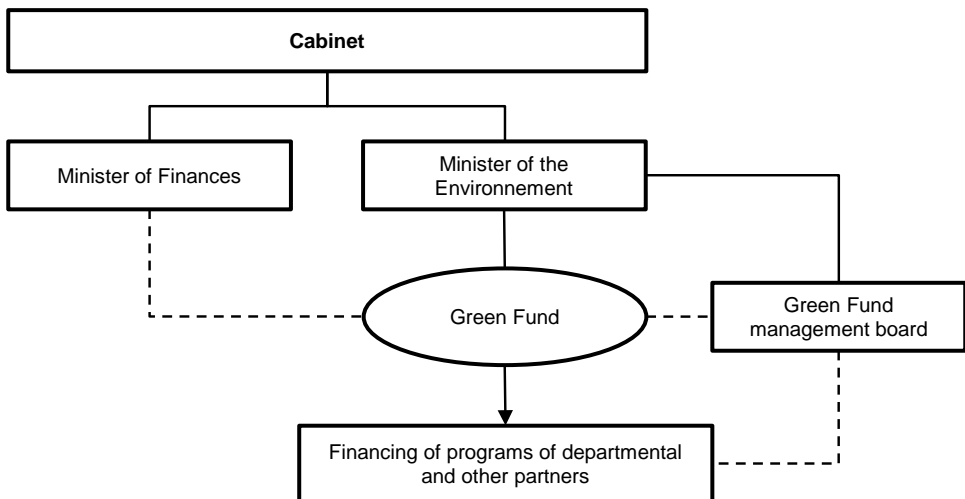 Cabinet
Minister of Finances
Minister of the
Environnement
Green Fund
Green Fund
management board
Financing of programs of departmental
and other partners